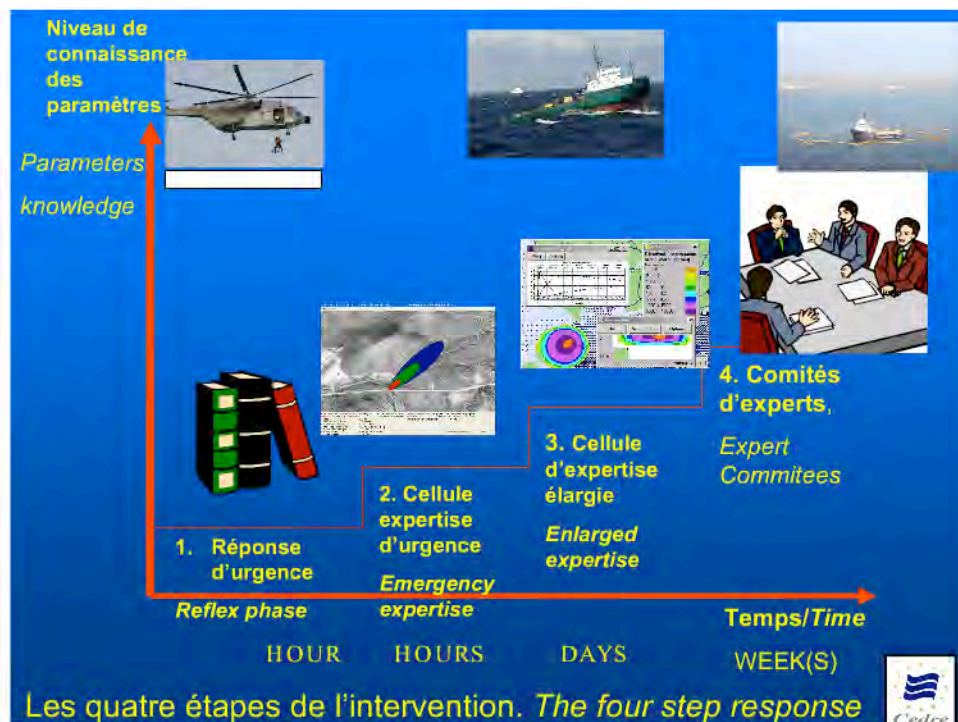 Niveau de
connaissance
des
paramètres
Parameters
knowledge
1. Réponse
d'urgence
Reflex phase
2. Cellule
expertise
d'urgence
Emergency
expertise
3. Cellule
d'expertise
élargie
Enlarged
expertise
4. Comités
d'experts,
Expert
Commitees
Temps/Time
HOUR
HOURS
DAYS
WEEK(S)
Les quatre étapes de l'intervention. The four step response
Cedre